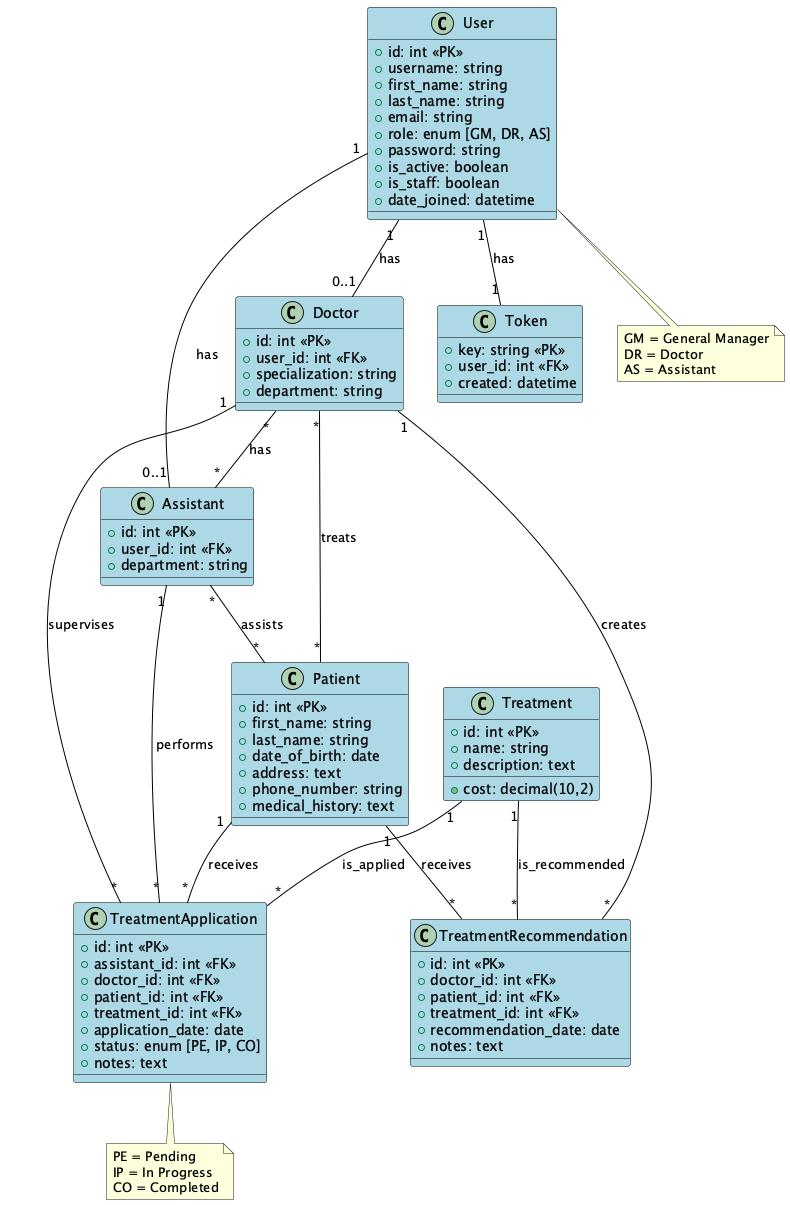 C User
id: int «PK»
username: string
first_name: string
last_name: string
email: string
role: enum [GM, DR, AS]
password: string
is_active: boolean
is_staff: boolean
date_joined: datetime
1
1
has
0..1
1
has
1
has
0..1
GM = General Manager
DR = Doctor
AS = Assistant
C Doctor
id: int «PK»
user_id: int «FK»
specialization: string
department: string
C Token
key: string «PK»
user_id: int «FK»
created: datetime
1
*
has
*
*
treats
*
1
creates
*
C Assistant
id: int «PK»
user_id: int «FK»
department: string
supervises
*
1
performs
*
*
assists
*
C Patient
id: int «PK»
first_name: string
last_name: string
date_of_birth: date
address: text
phone_number: string
medical_history: text
C Treatment
id: int «PK»
name: string
description: text
cost: decimal(10,2)
1
receives
*
1
is_applied
*
1
receives
*
1
is_recommended
*
C TreatmentApplication
id: int «PK»
assistant_id: int «FK»
doctor_id: int «FK»
patient_id: int «FK»
treatment_id: int «FK»
application_date: date
status: enum [PE, IP, CO]
notes: text
C TreatmentRecommendation
id: int «PK»
doctor_id: int «FK»
patient_id: int «FK»
treatment_id: int «FK»
recommendation_date: date
notes: text
PE = Pending
IP = In Progress
CO = Completed